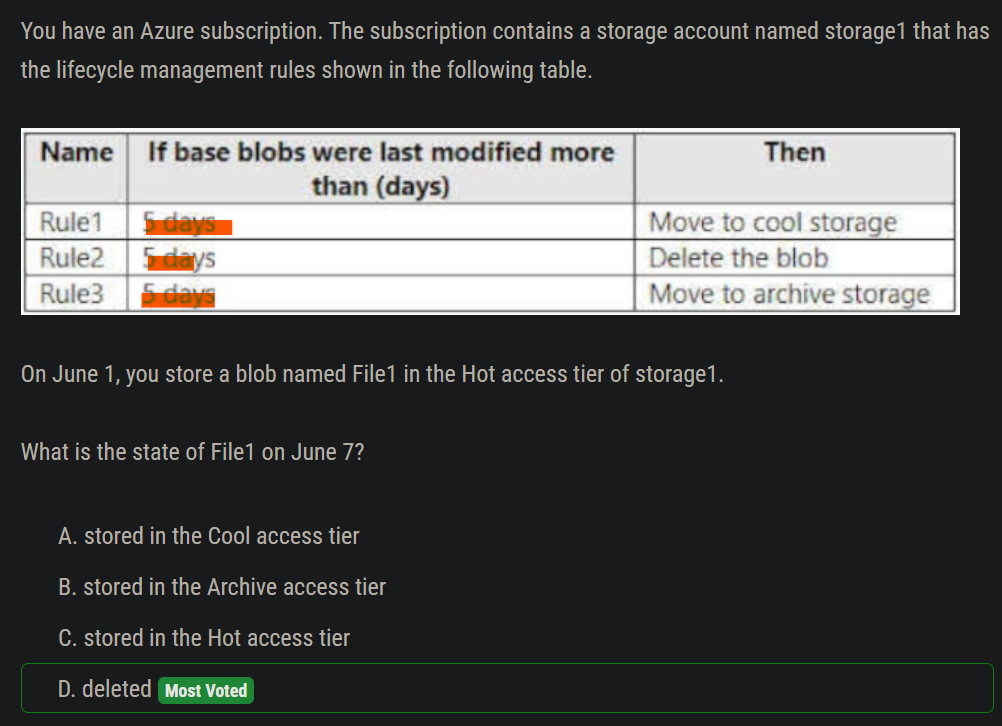 You have an Azure subscription. The subscription contains a storage account named storage1 that has
the lifecycle management rules shown in the following table.
Name If base blobs were last modified more than (days) Then
Rule1 5 days Move to cool storage
Rule2 5 days Delete the blob
Rule3 5 days Move to archive storage
On June 1, you store a blob named File1 in the Hot access tier of storage1.
What is the state of File1 on June 7?
A. stored in the Cool access tier
B. stored in the Archive access tier
C. stored in the Hot access tier
D. deleted Most Voted